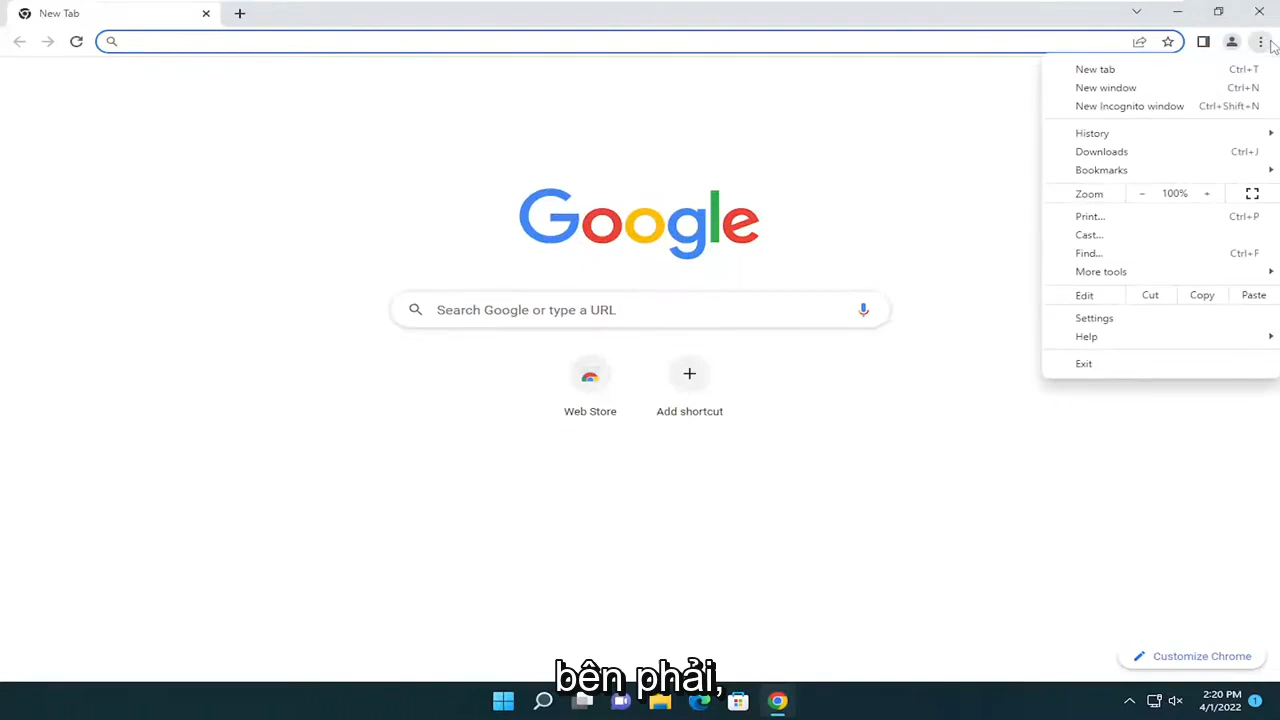 New Tab
New tab Ctrl+T
New window Ctrl+N
New Incognito window Ctrl+Shift+N
History
Downloads Ctrl+J
Bookmarks
Zoom - 100% +
Print... Ctrl+P
Cast...
Find... Ctrl+F
More tools
Edit Cut Copy Paste
Settings
Help
Exit
Google
Search Google or type a URL
Web Store Add shortcut
Customize Chrome
bên phải,
2:20 PM
4/1/2022
1